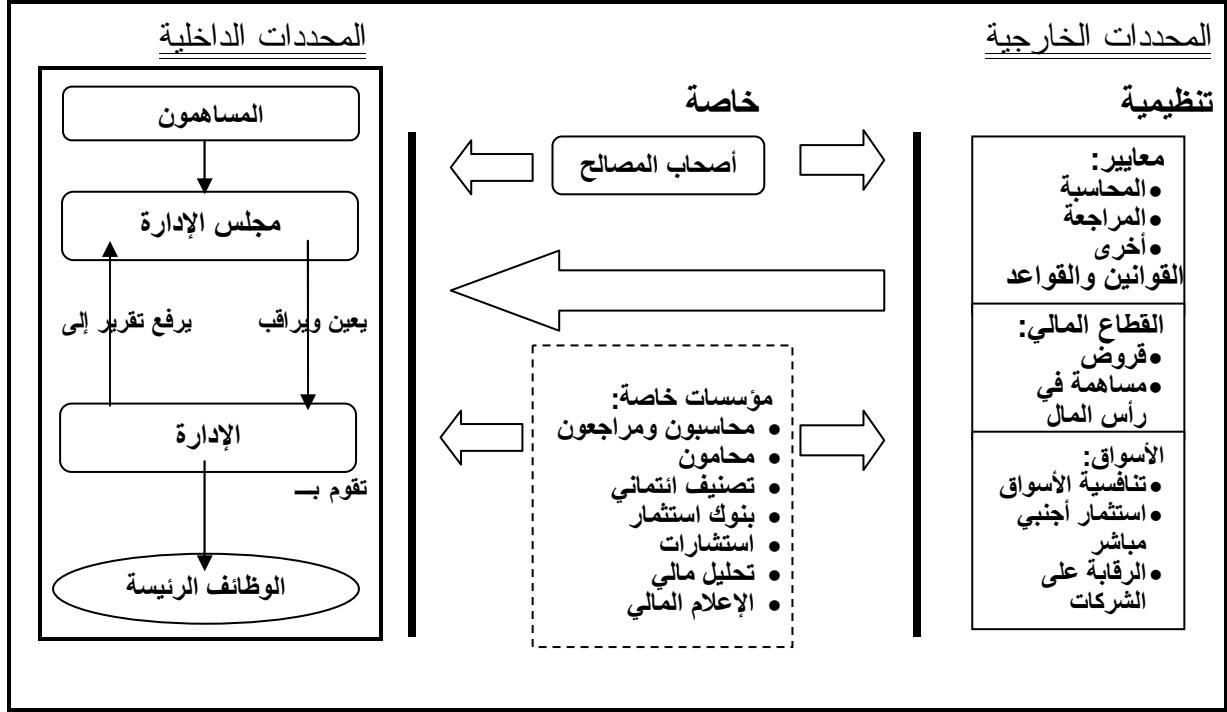 المحددات الخارجية
المحددات الداخلية
تنظيمية
خاصة
معايير:
●المحاسبة
●المراجعة
●أخرى
القوانين والقواعد
القطاع المالي:
●قروض
●مساهمة في
رأس المال
الأسواق:
●تنافسية الأسواق
●استثمار أجنبي
مباشر
●الرقابة على
الشركات
أصحاب المصالح
مؤسسات خاصة:
● محاسبون ومراجعون
● محامون
● تصنيف ائتماني
● بنوك استثمار
● استشارات
● تحليل مالي
● الإعلام المالي
المساهمون
مجلس الإدارة
يعين ويراقب
يرفع تقرير إلى
الإدارة
تقوم بـــ
الوظائف الرئيسة